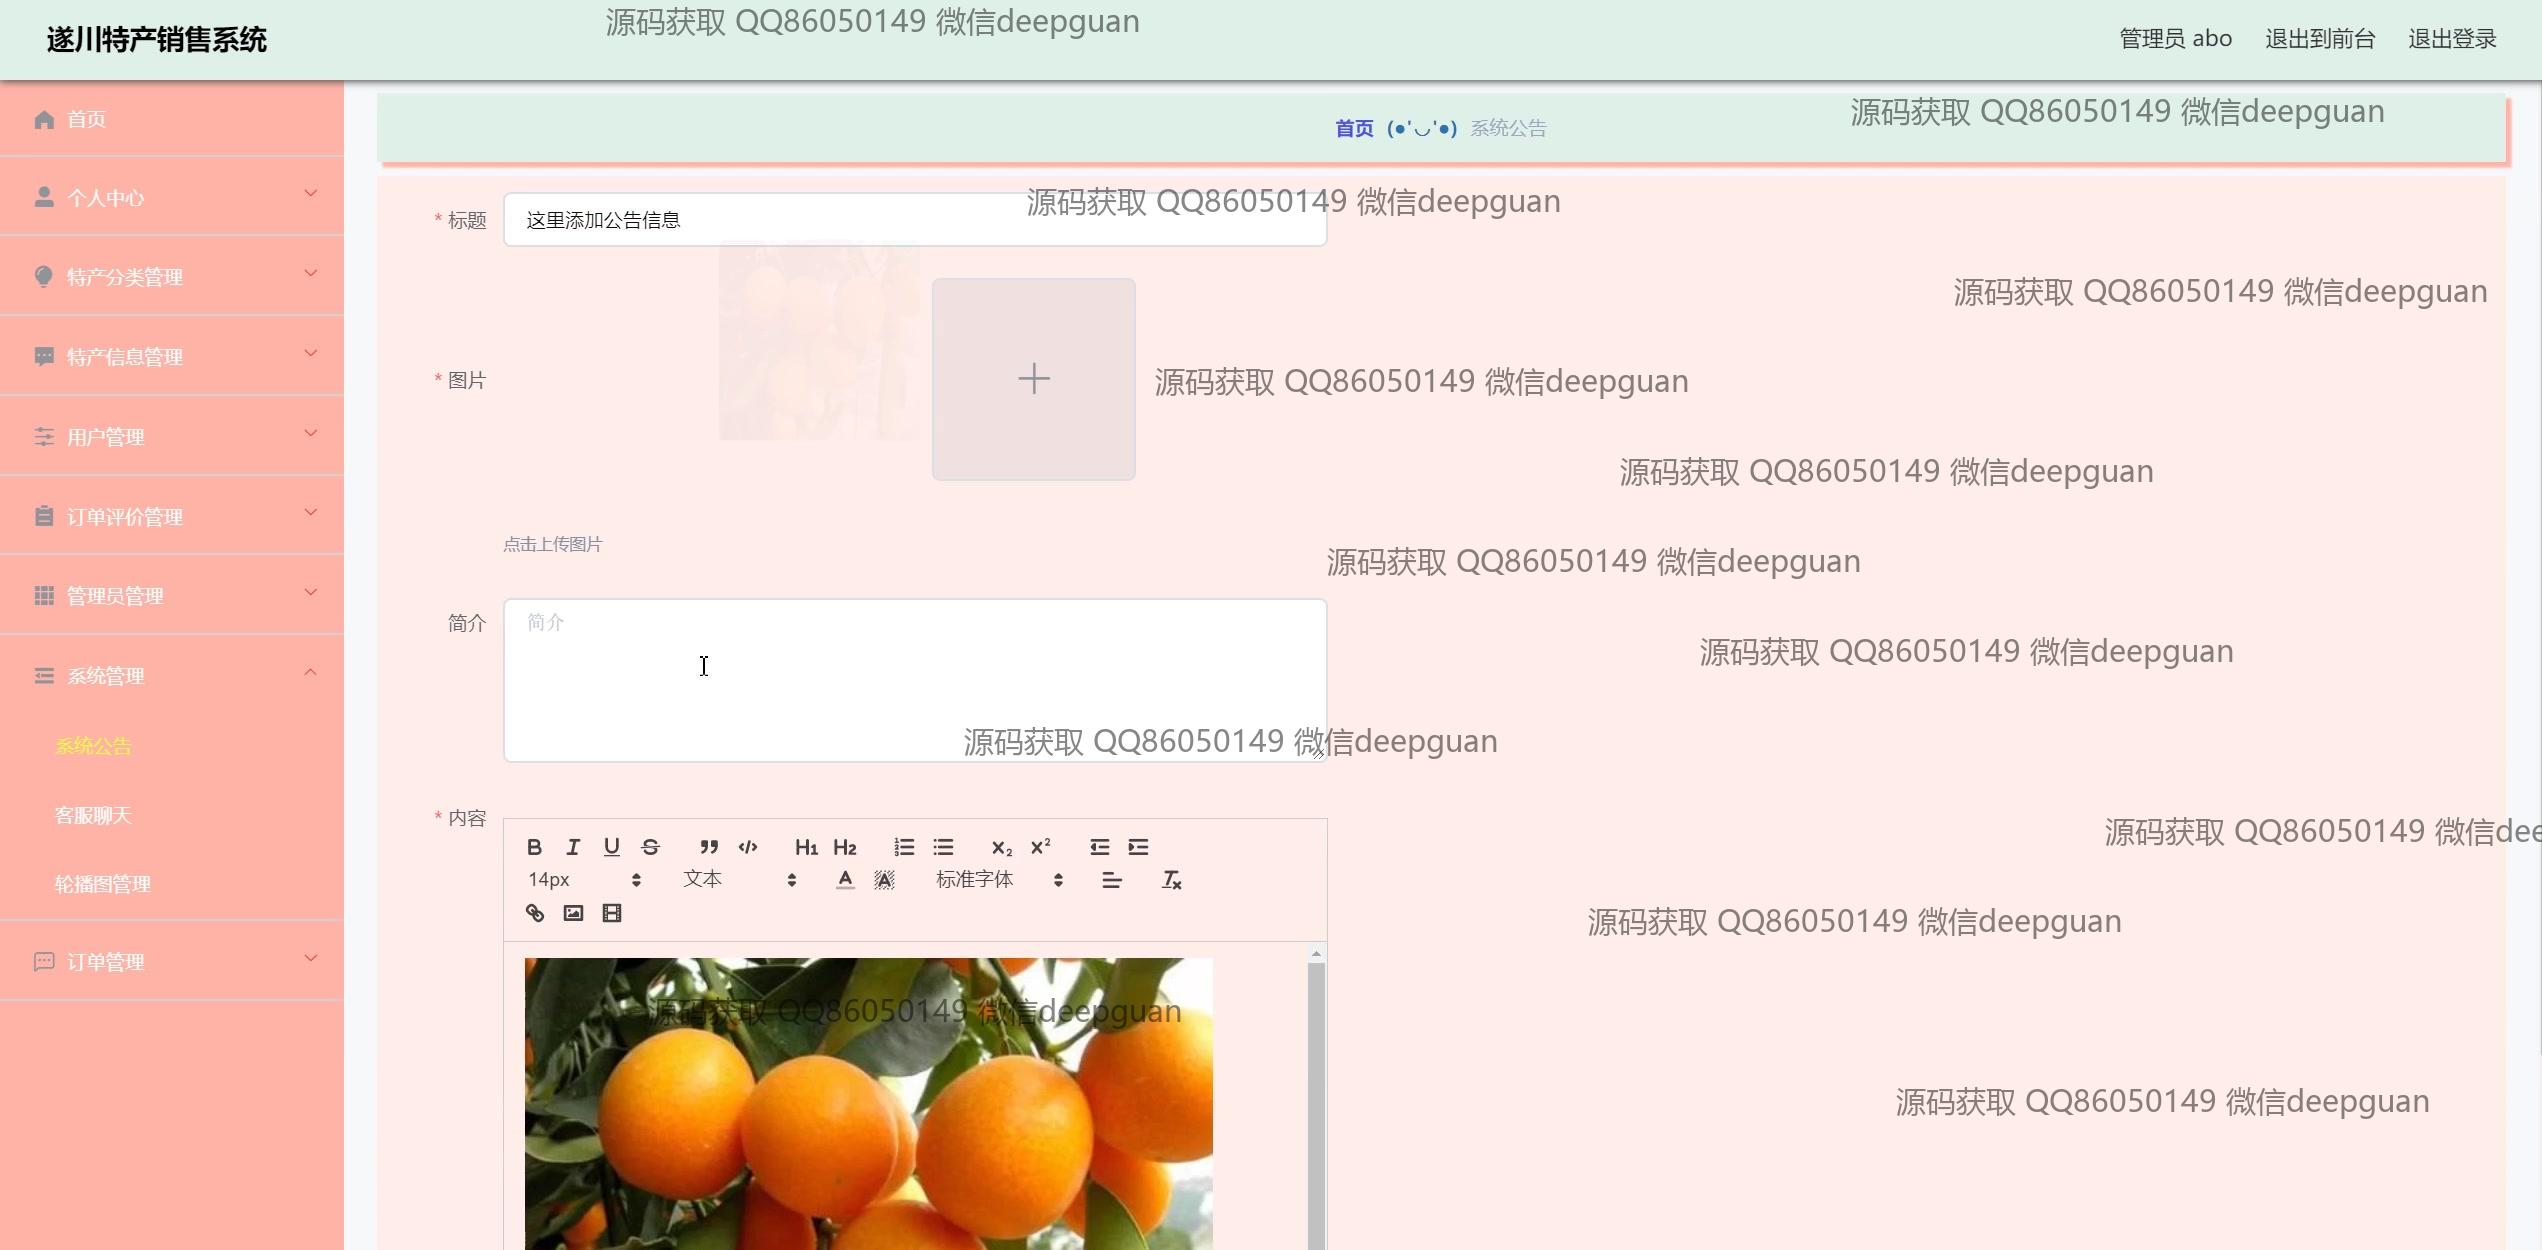 遂川特产销售系统
源码获取 QQ86050149 微信deepguan
管理员 abo 退出到前台 退出登录
首页
首页 (●'◡'●) 系统公告
源码获取 QQ86050149 微信deepguan
个人中心
* 标题 这里添加公告信息
源码获取 QQ86050149 微信deepguan
特产分类管理
源码获取 QQ86050149 微信deepguan
特产信息管理
* 图片
源码获取 QQ86050149 微信deepguan
用户管理
源码获取 QQ86050149 微信deepguan
订单评价管理
点击上传图片
源码获取 QQ86050149 微信deepguan
管理员管理
简介 简介
源码获取 QQ86050149 微信deepguan
系统管理
系统公告
源码获取 QQ86050149 微信deepguan
客服聊天
* 内容
源码获取 QQ86050149 微信dee
B I U S H1 H2 X2 X2
轮播图管理
14px 文本 A A 标准字体 Tx
源码获取 QQ86050149 微信deepguan
订单管理
源码获取 QQ86050149 微信deepguan
源码获取 QQ86050149 微信deepguan